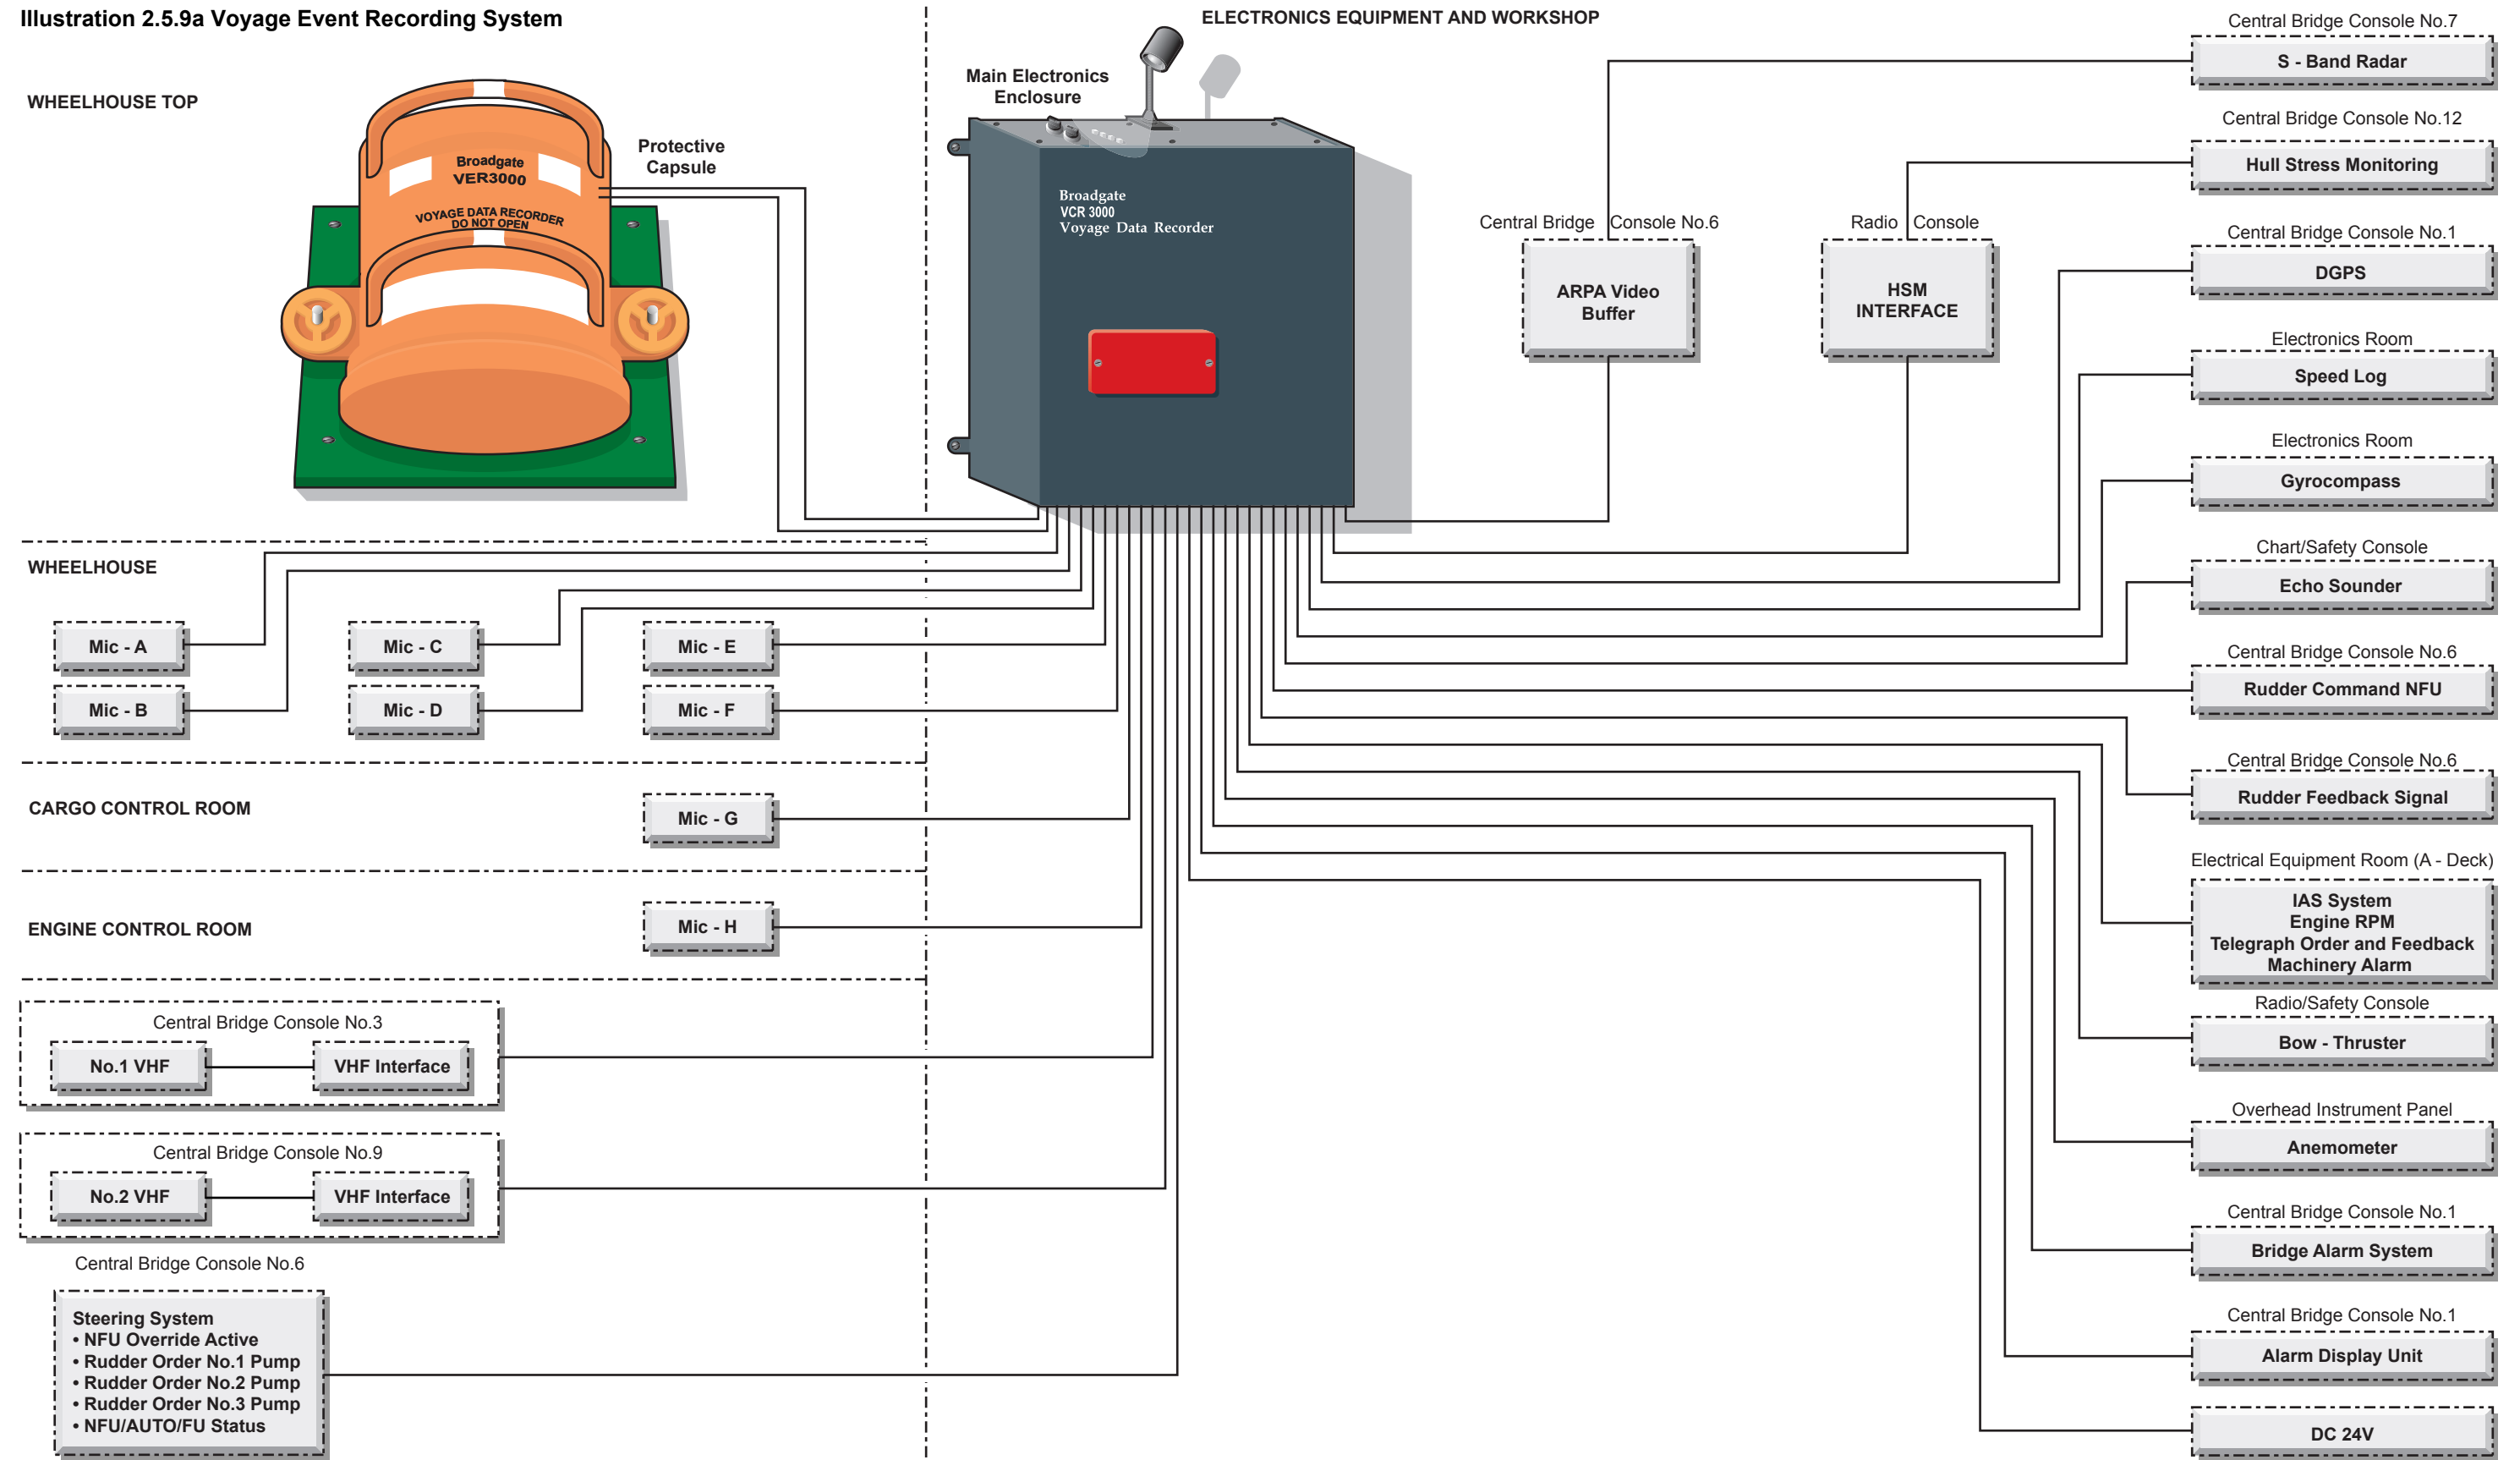 Illustration 2.5.9a Voyage Event Recording System
ELECTRONICS EQUIPMENT AND WORKSHOP
WHEELHOUSE TOP
Broadgate
VER3000
VOYAGE DATA RECORDER
DO NOT OPEN
Protective
Capsule
Main Electronics
Enclosure
Broadgate
VCR 3000
Voyage Data Recorder
Central Bridge Console No.6
ARPA Video
Buffer
Radio Console
HSM
INTERFACE
Central Bridge Console No.7
S - Band Radar
Central Bridge Console No.12
Hull Stress Monitoring
Central Bridge Console No.1
DGPS
Electronics Room
Speed Log
Electronics Room
Gyrocompass
Chart/Safety Console
Echo Sounder
Central Bridge Console No.6
Rudder Command NFU
Central Bridge Console No.6
Rudder Feedback Signal
Electrical Equipment Room (A - Deck)
IAS System
Engine RPM
Telegraph Order and Feedback
Machinery Alarm
Radio/Safety Console
Bow - Thruster
Overhead Instrument Panel
Anemometer
Central Bridge Console No.1
Bridge Alarm System
Central Bridge Console No.1
Alarm Display Unit
DC 24V
WHEELHOUSE
Mic - A
Mic - C
Mic - E
Mic - B
Mic - D
Mic - F
CARGO CONTROL ROOM
Mic - G
ENGINE CONTROL ROOM
Mic - H
Central Bridge Console No.3
No.1 VHF
VHF Interface
Central Bridge Console No.9
No.2 VHF
VHF Interface
Central Bridge Console No.6
Steering System
• NFU Override Active
• Rudder Order No.1 Pump
• Rudder Order No.2 Pump
• Rudder Order No.3 Pump
• NFU/AUTO/FU Status